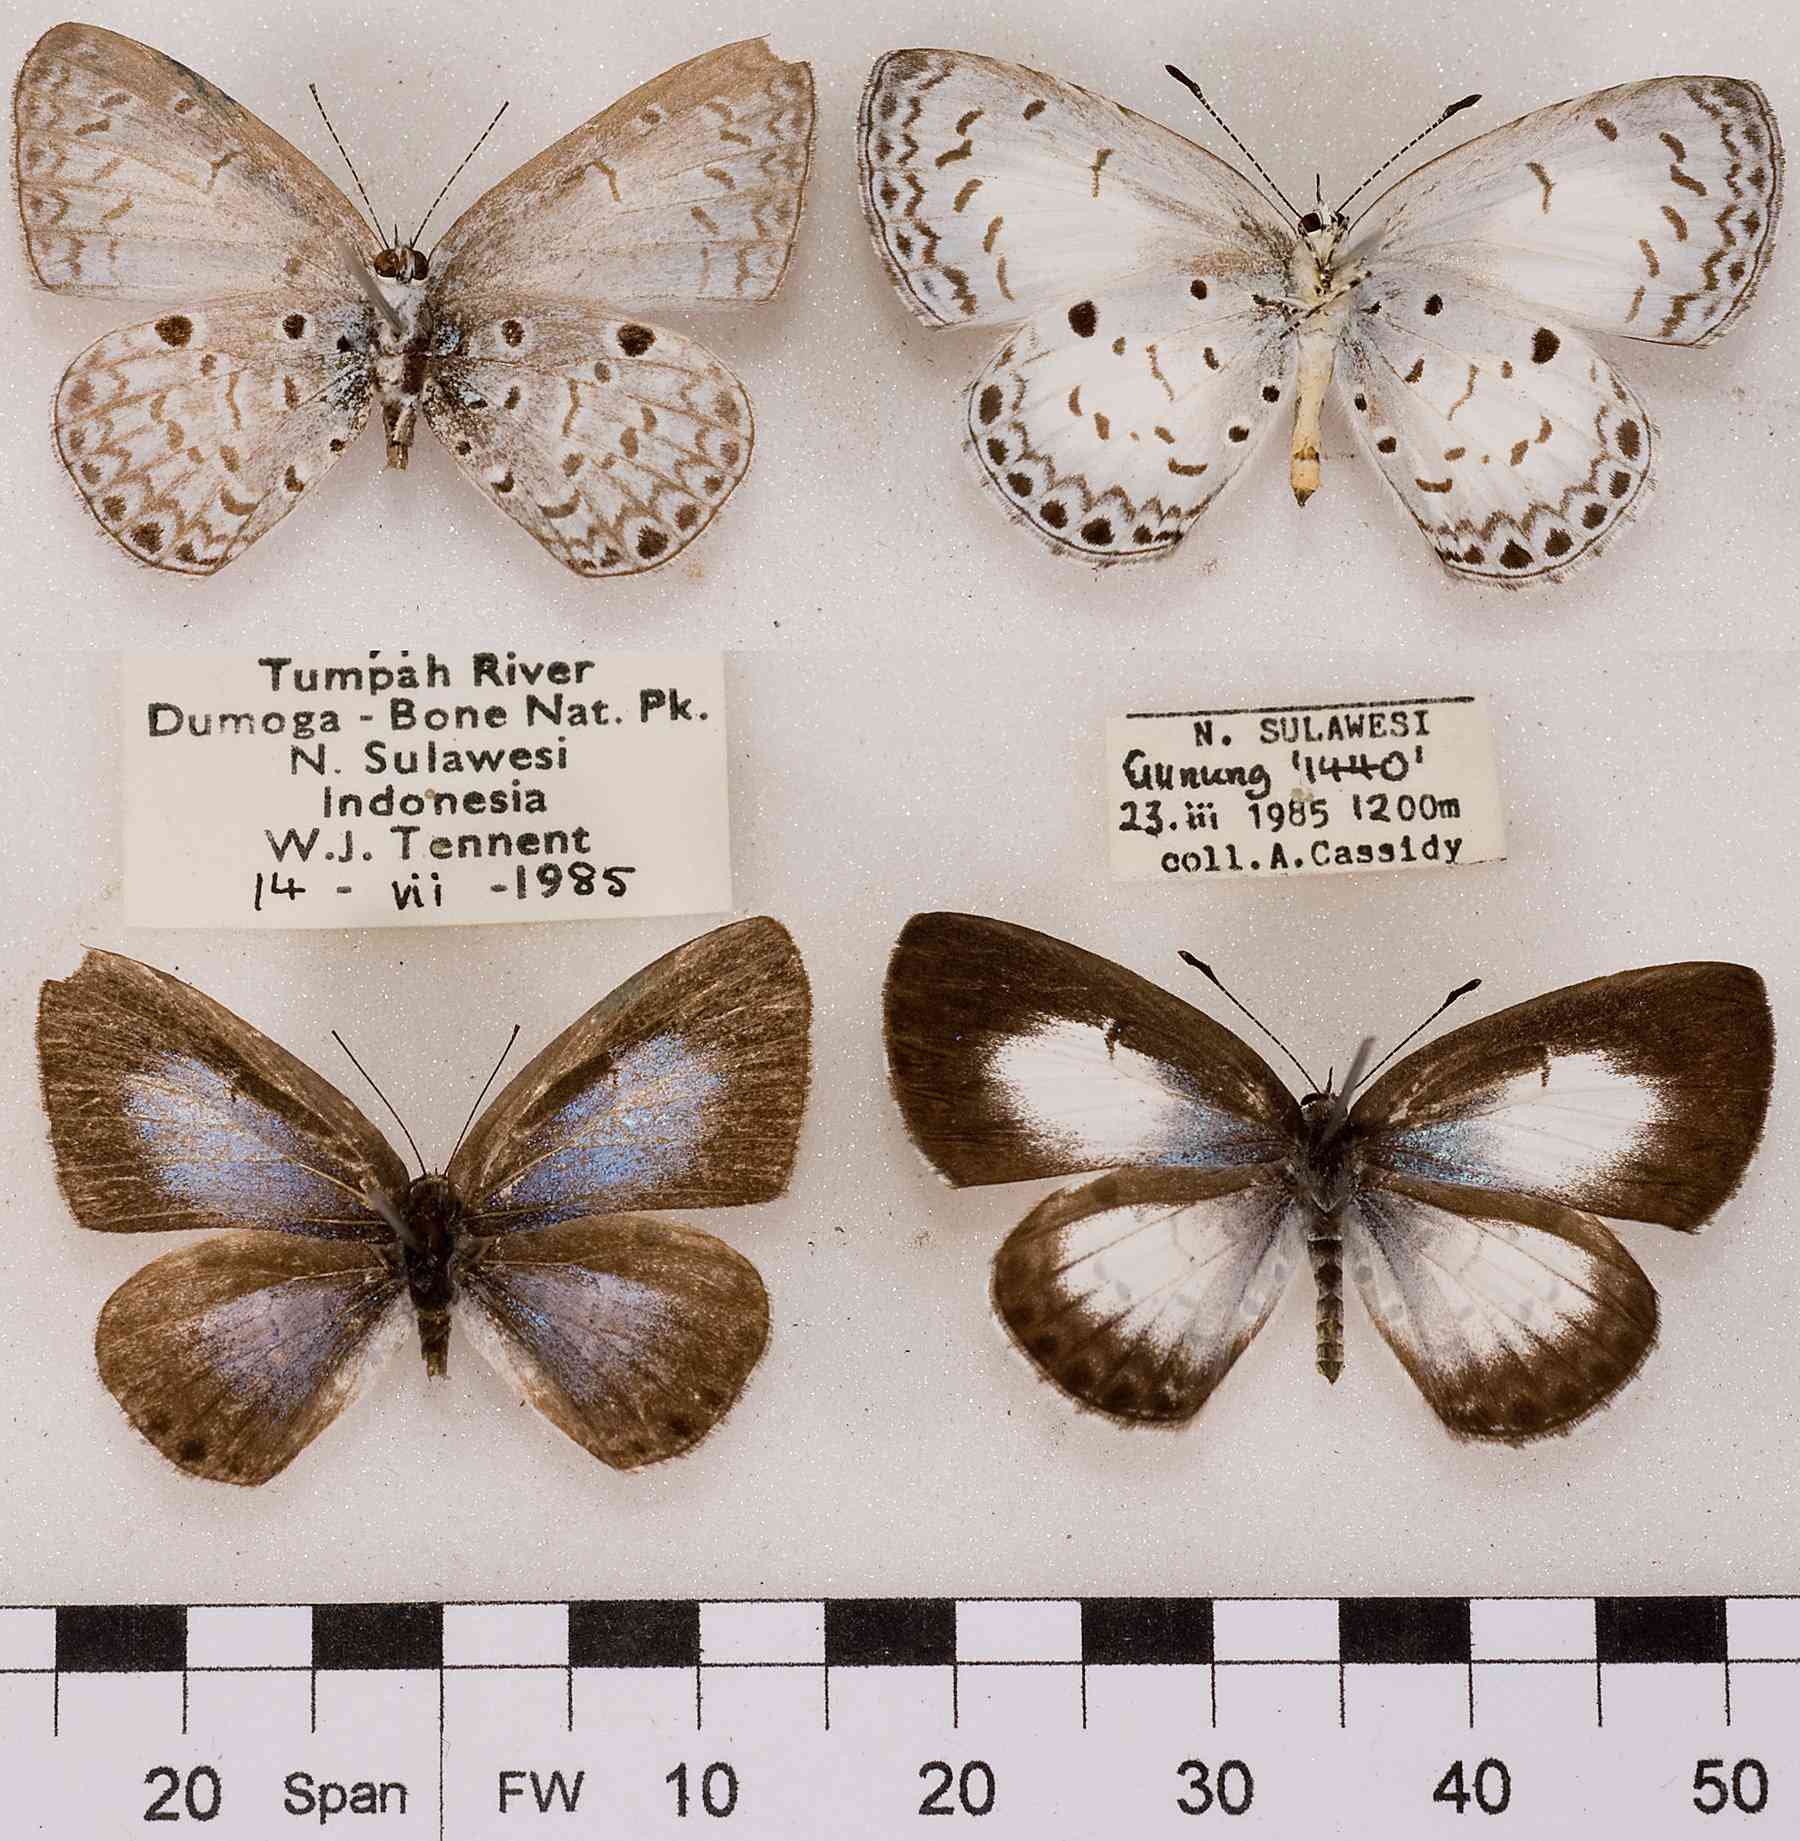 Tumpah River
Dumoga - Bone Nat. Pk.
N. Sulawesi
Indonesia
W.J. Tennent
14 - vii -1985
N. SULAWESI
Gunung '1440'
23.iii 1985 1200m
coll.A.Cassidy
20 Span FW 10 20 30 40 50